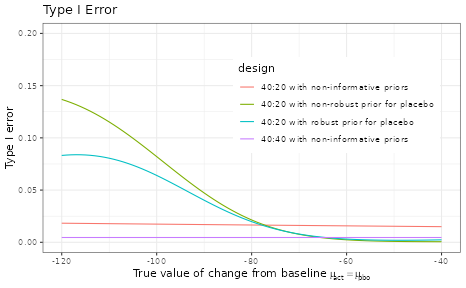 Type I Error
Type I error
0.20
0.15
0.10
0.05
0.00
design
40:20 with non-informative priors
40:20 with non-robust prior for placebo
40:20 with robust prior for placebo
40:40 with non-informative priors
-120 -100 -80 -60 -40
True value of change from baseline μact = μpbo